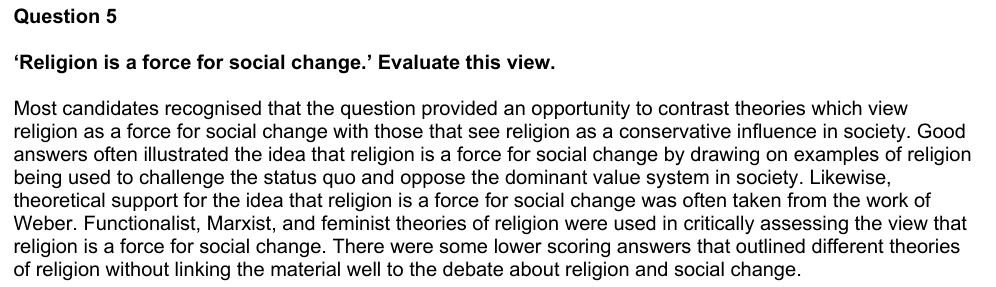 Question 5
‘Religion is a force for social change.’ Evaluate this view.
Most candidates recognised that the question provided an opportunity to contrast theories which view
religion as a force for social change with those that see religion as a conservative influence in society. Good
answers often illustrated the idea that religion is a force for social change by drawing on examples of religion
being used to challenge the status quo and oppose the dominant value system in society. Likewise,
theoretical support for the idea that religion is a force for social change was often taken from the work of
Weber. Functionalist, Marxist, and feminist theories of religion were used in critically assessing the view that
religion is a force for social change. There were some lower scoring answers that outlined different theories
of religion without linking the material well to the debate about religion and social change.